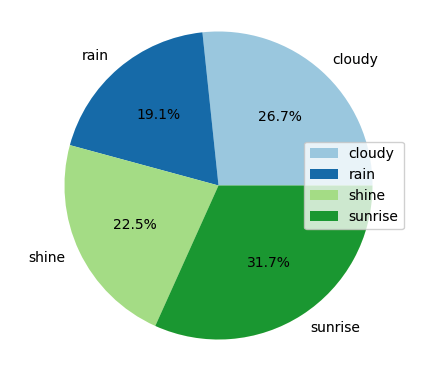 rain
cloudy
19.1%
26.7%
cloudy
rain
shine
sunrise
22.5%
shine
31.7%
sunrise